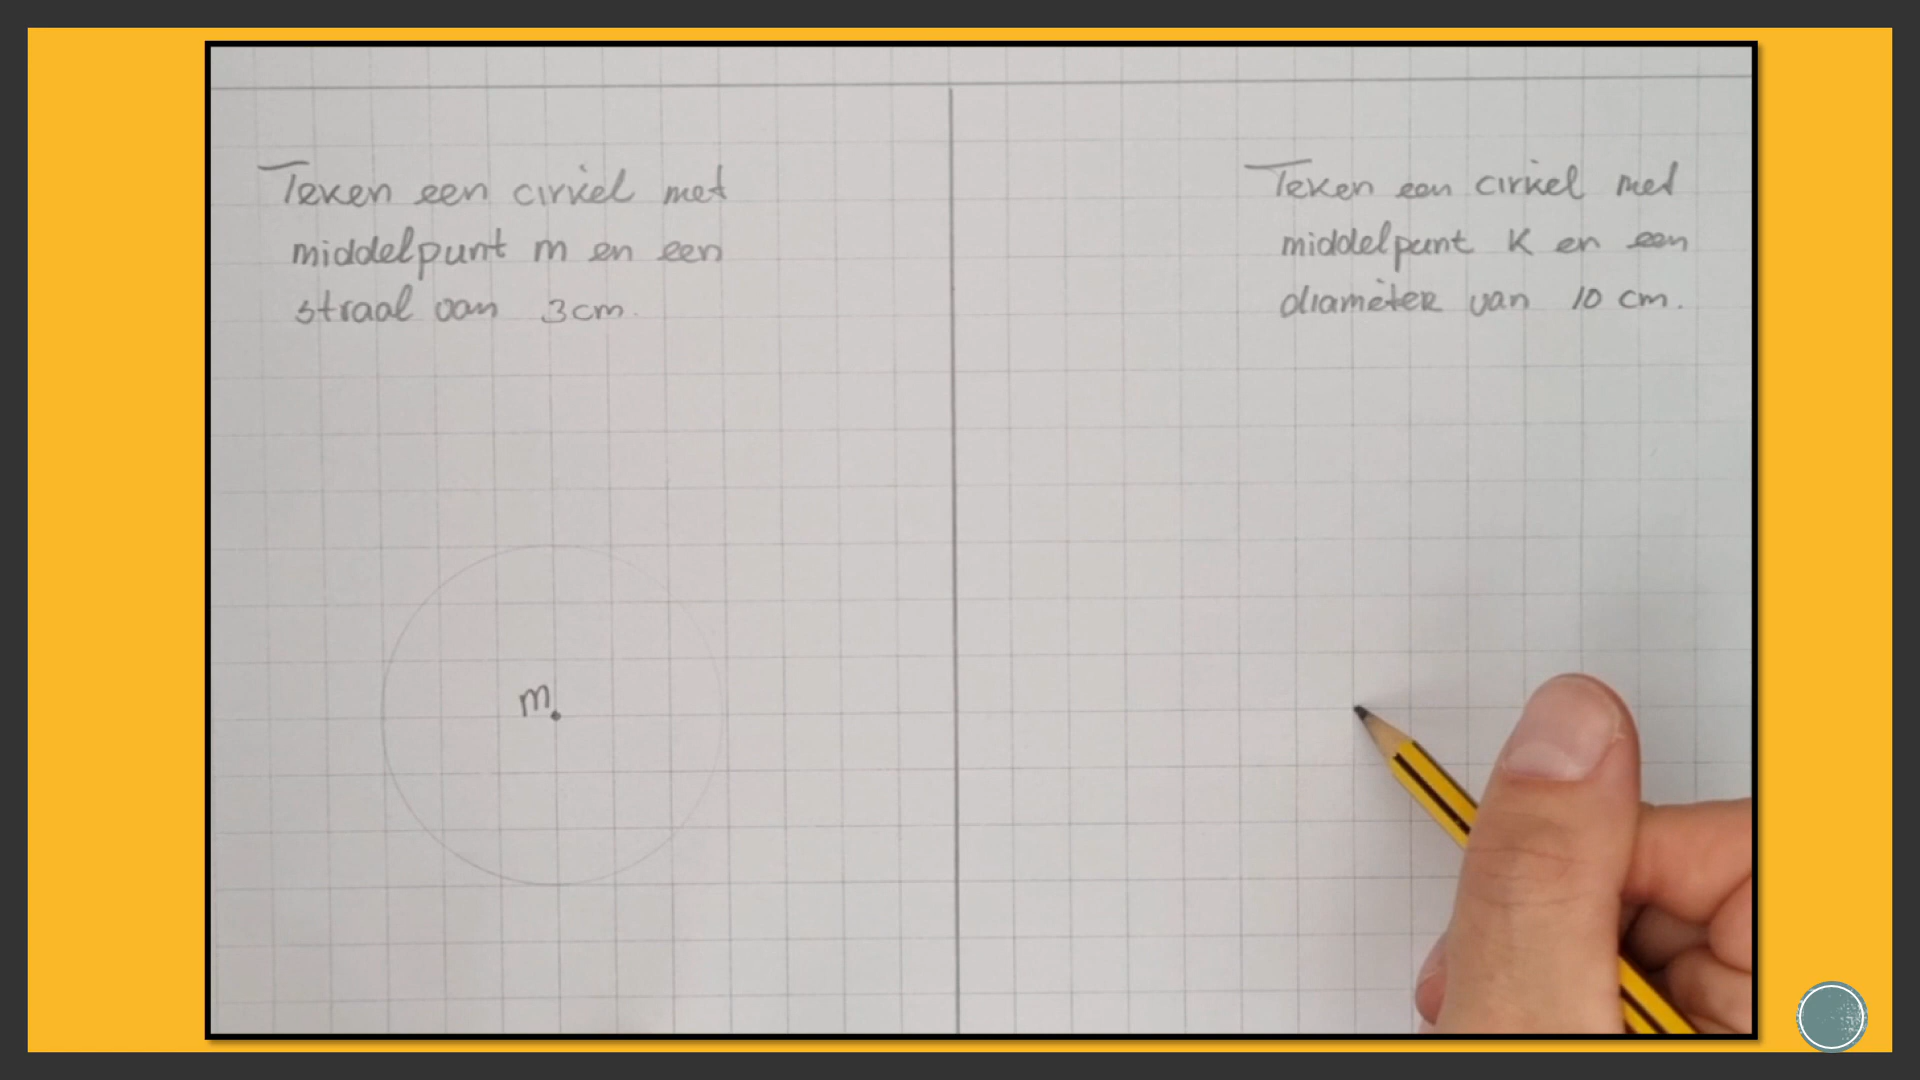 Teken een cirkel met
middelpunt m en een
straal van 3cm.
Teken een cirkel met
middelpunt K en een
diameter van 10 cm.
m